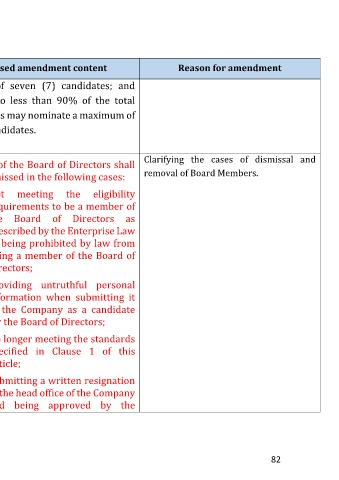 sed amendment content Reason for amendment
of seven (7) candidates; and
o less than 90% of the total
s may nominate a maximum of
didates.
of the Board of Directors shall
issed in the following cases:
t meeting the eligibility
quirements to be a member of
e Board of Directors as
escribed by the Enterprise Law
being prohibited by law from
ing a member of the Board of
rectors;
oviding untruthful personal
formation when submitting it
the Company as a candidate
r the Board of Directors;
o longer meeting the standards
ecified in Clause 1 of this
ticle;
bmitting a written resignation
the head office of the Company
d being approved by the
Clarifying the cases of dismissal and
removal of Board Members.
82